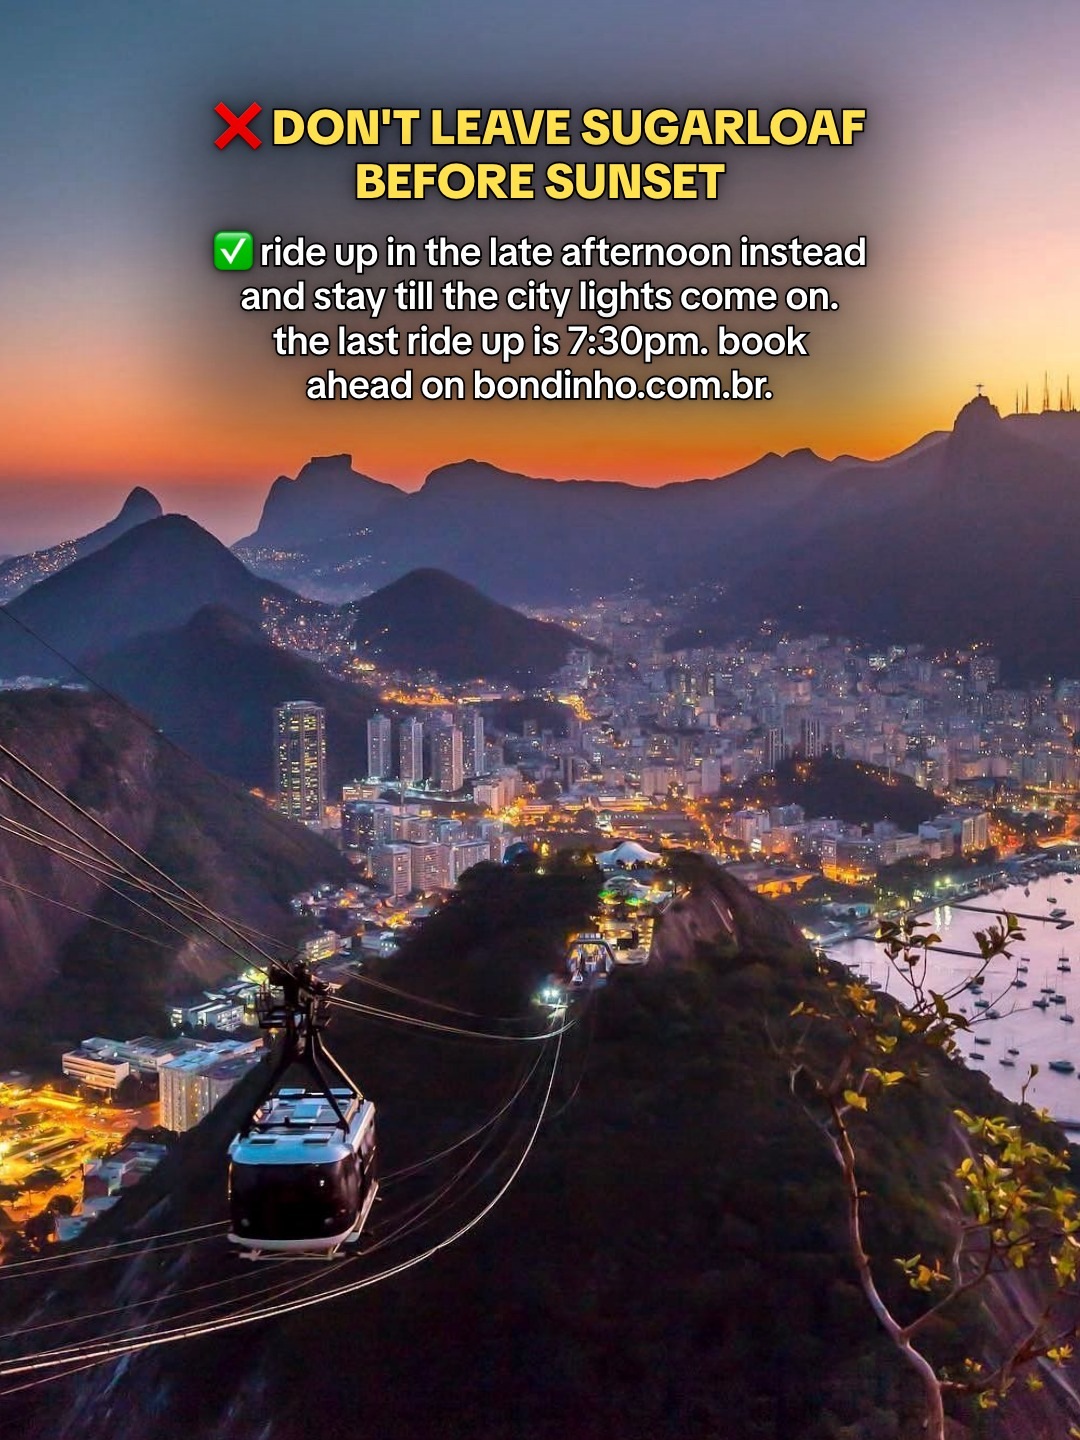 ❌ DON'T LEAVE SUGARLOAF
BEFORE SUNSET
✅ ride up in the late afternoon instead
and stay till the city lights come on.
the last ride up is 7:30pm. book
ahead on bondinho.com.br.